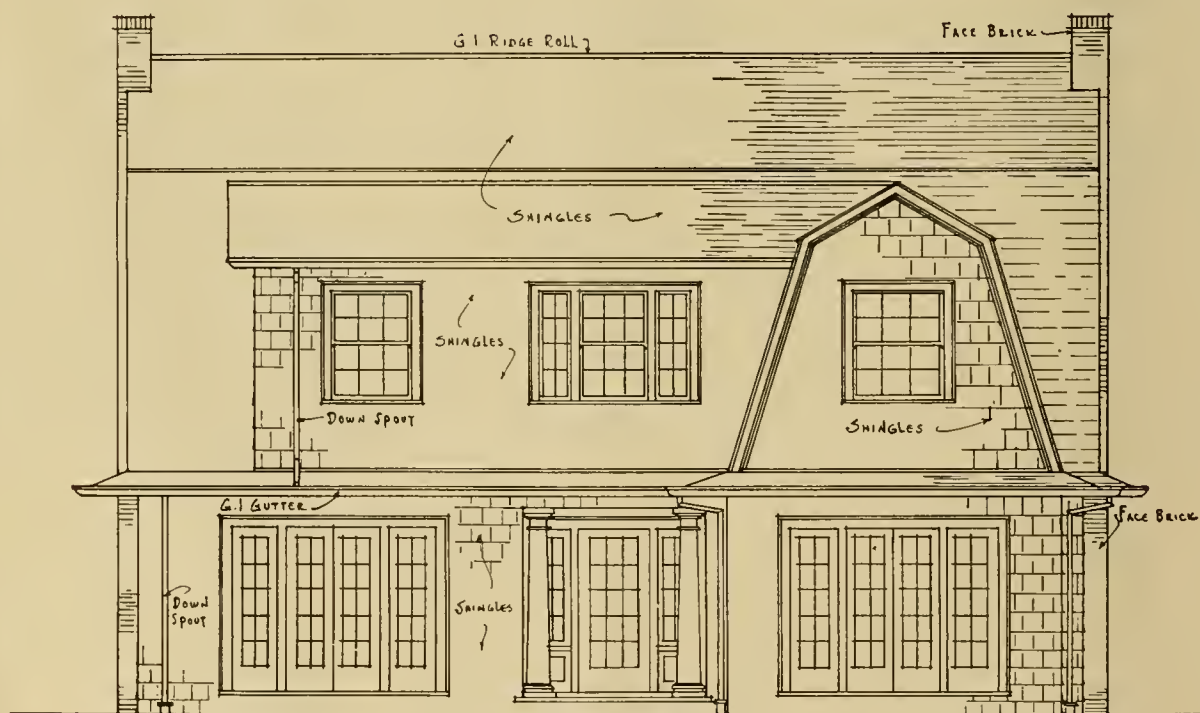 G I RIDGE ROLL
FACE BRICK
SHINGLES
SHINGLES
DOWN SPOUT
SHINGLES
G.I GUTTER
FACE BRICK
DOWN
SPOUT
SHINGLES